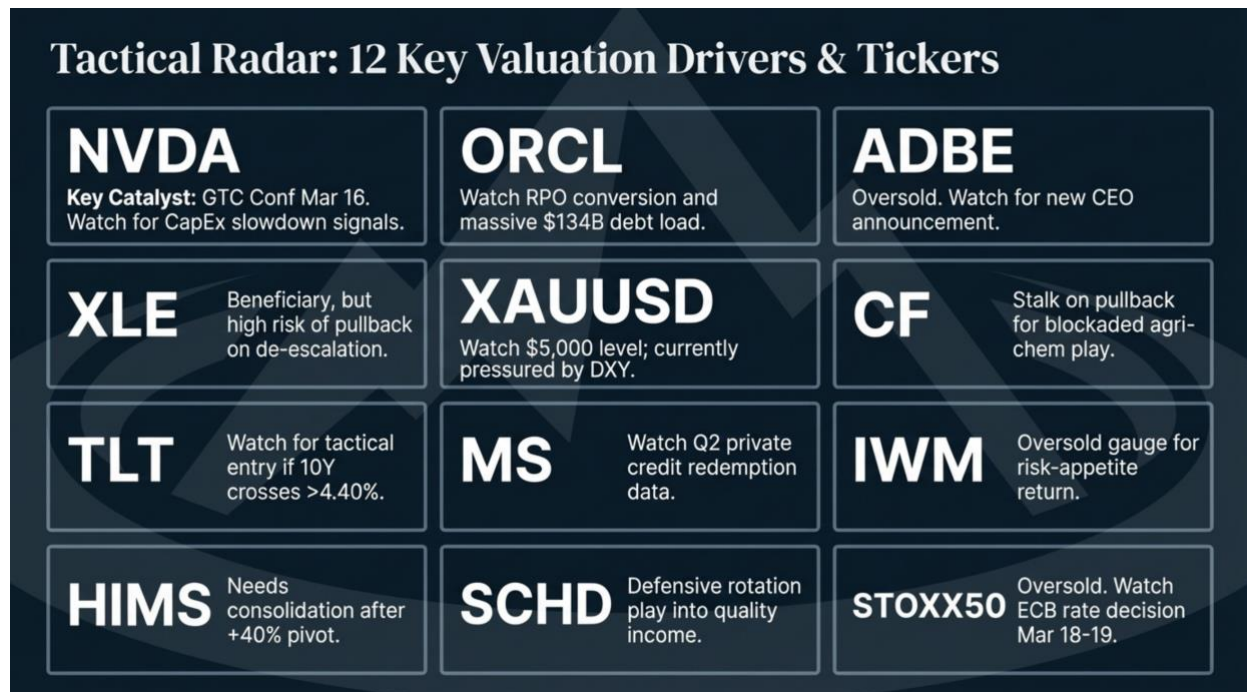 Tactical Radar: 12 Key Valuation Drivers & Tickers
NVDA
Key Catalyst: GTC Conf Mar 16.
Watch for CapEx slowdown signals.
ORCL
Watch RPO conversion and
massive $134B debt load.
ADBE
Oversold. Watch for new CEO
announcement.
XLE
Beneficiary, but
high risk of pullback
on de-escalation.
XAUUSD
Watch $5,000 level; currently
pressured by DXY.
CF
Stalk on pullback
for blockaded agri-
chem play.
TLT
Watch for tactical
entry if 10Y
crosses >4.40%.
MS
Watch Q2 private
credit redemption
data.
IWM
Oversold gauge for
risk-appetite
return.
HIMS
Needs
consolidation after
+40% pivot.
SCHD
Defensive rotation
play into quality
income.
STOXX50
Oversold. Watch
ECB rate decision
Mar 18-19.